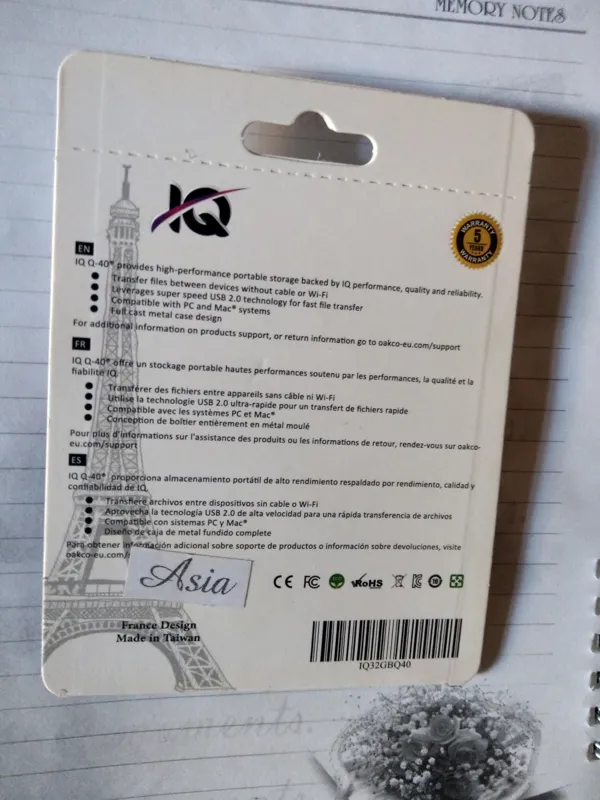 MEMORY NOTES
IQ
WARRANTY
5
YEARS
WARRANTY
EN
IQ Q-40® provides high-performance portable storage backed by IQ performance, quality and reliability.
Transfer files between devices without cable or Wi-Fi
Leverages super speed USB 2.0 technology for fast file transfer
Compatible with PC and Mac® systems
Full cast metal case design
For additional information on products support, or return information go to oakco-eu.com/support
FR
IQ Q-40® offre un stockage portable hautes performances soutenu par les performances, la qualité et la
fiabilité IQ
Transférer des fichiers entre appareils sans câble ni Wi-Fi
Utilise la technologie USB 2.0 ultra-rapide pour un transfert de fichiers rapide
Compatible avec les systèmes PC et Mac®
Conception de boîtier entièrement en métal moulé
Pour plus d'informations sur l'assistance des produits ou les informations de retour, rendez-vous sur oakco-
eu.com/support
ES
IQ Q-40® proporciona almacenamiento portátil de alto rendimiento respaldado por rendimiento, calidad y
confiabilidad de IQ.
Transfiere archivos entre dispositivos sin cable o Wi-Fi
Aprovecha la tecnología USB 2.0 de alta velocidad para una rápida transferencia de archivos
Compatible con sistemas PC y Mac®
Diseño de caja de metal fundido completo
Para obtener información adicional sobre soporte de productos o información sobre devoluciones, visite
oakco-eu.com/
Asia
CE FC RoHS
France Design
Made in Taiwan
IQ32GBQ40